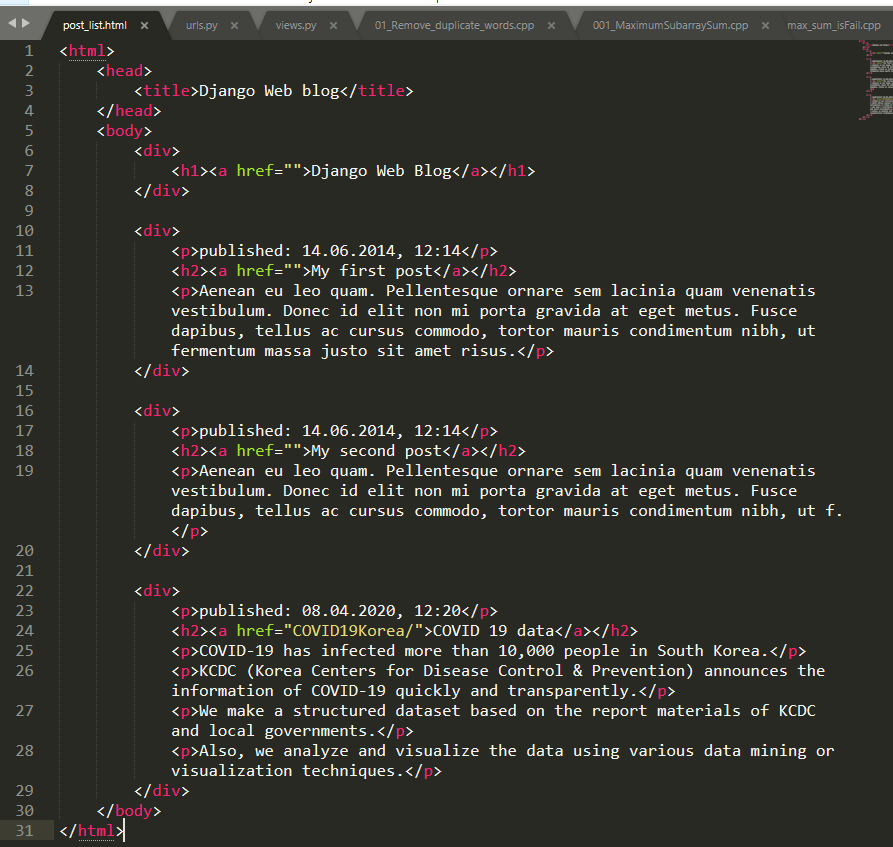 post_list.html × urls.py × views.py × 01_Remove_duplicate_words.cpp × 001_MaximumSubarraySum.cpp × max_sum_isFail.cpp
1 <html>
2 <head>
3 <title>Django Web blog</title>
4 </head>
5 <body>
6 <div>
7 <h1><a href="">Django Web Blog</a></h1>
8 </div>
9
10 <div>
11 <p>published: 14.06.2014, 12:14</p>
12 <h2><a href="">My first post</a></h2>
13 <p>Aenean eu leo quam. Pellentesque ornare sem lacinia quam venenatis
vestibulum. Donec id elit non mi porta gravida at eget metus. Fusce
dapibus, tellus ac cursus commodo, tortor mauris condimentum nibh, ut
fermentum massa justo sit amet risus.</p>
14 </div>
15
16 <div>
17 <p>published: 14.06.2014, 12:14</p>
18 <h2><a href="">My second post</a></h2>
19 <p>Aenean eu leo quam. Pellentesque ornare sem lacinia quam venenatis
vestibulum. Donec id elit non mi porta gravida at eget metus. Fusce
dapibus, tellus ac cursus commodo, tortor mauris condimentum nibh, ut f.
</p>
20 </div>
21
22 <div>
23 <p>published: 08.04.2020, 12:20</p>
24 <h2><a href="COVID19Korea/">COVID 19 data</a></h2>
25 <p>COVID-19 has infected more than 10,000 people in South Korea.</p>
26 <p>KCDC (Korea Centers for Disease Control & Prevention) announces the
information of COVID-19 quickly and transparently.</p>
27 <p>We make a structured dataset based on the report materials of KCDC
and local governments.</p>
28 <p>Also, we analyze and visualize the data using various data mining or
visualization techniques.</p>
29 </div>
30 </body>
31 </html>